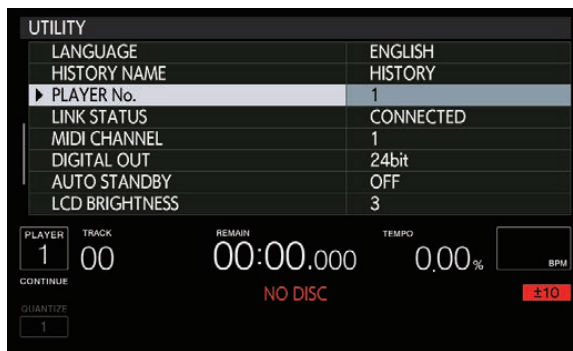 UTILITY
LANGUAGE ENGLISH
HISTORY NAME HISTORY
PLAYER No. 1
LINK STATUS CONNECTED
MIDI CHANNEL 1
DIGITAL OUT 24bit
AUTO STANDBY OFF
LCD BRIGHTNESS 3
PLAYER TRACK REMAIN TEMPO
1 00 00:00.000 0.00% BPM
CONTINUE
NO DISC ±10
QUANTIZE
1